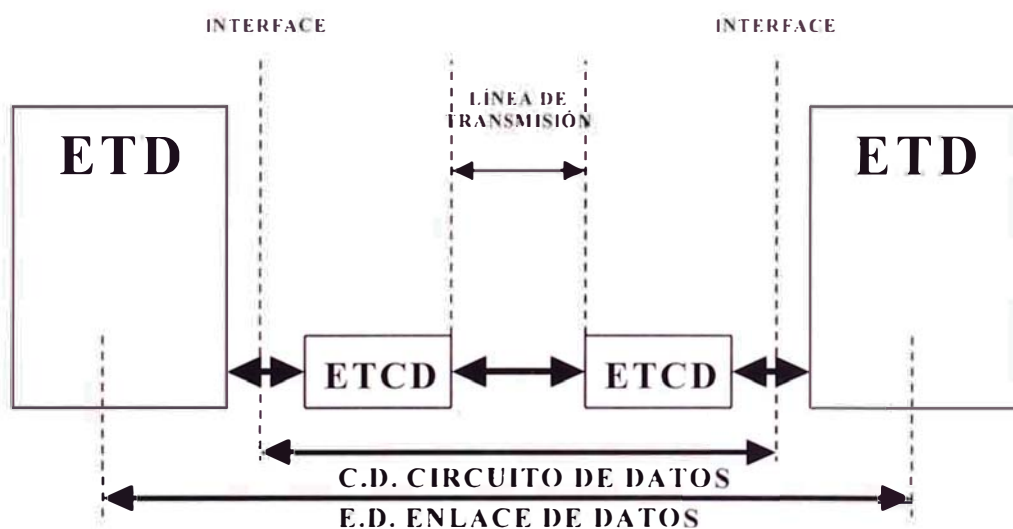 INTERFACE
INTERFACE
LÍNEA DE
TRANSMISIÓN
ETD
ETD
ETCD
ETCD
C.D. CIRCUITO DE DATOS
E.D. ENLACE DE DATOS